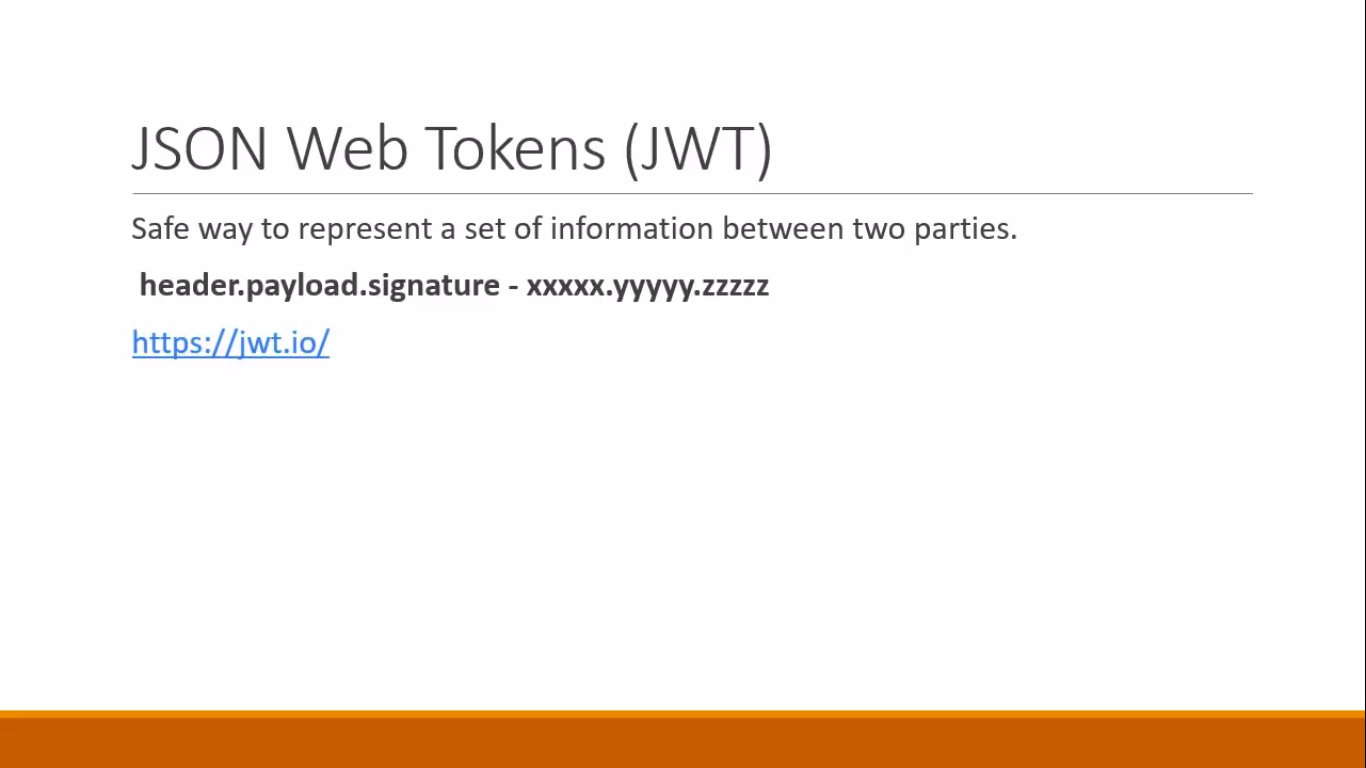 JSON Web Tokens (JWT)
Safe way to represent a set of information between two parties.
header.payload.signature - xxxxx.yyyyy.zzzzz
https://jwt.io/